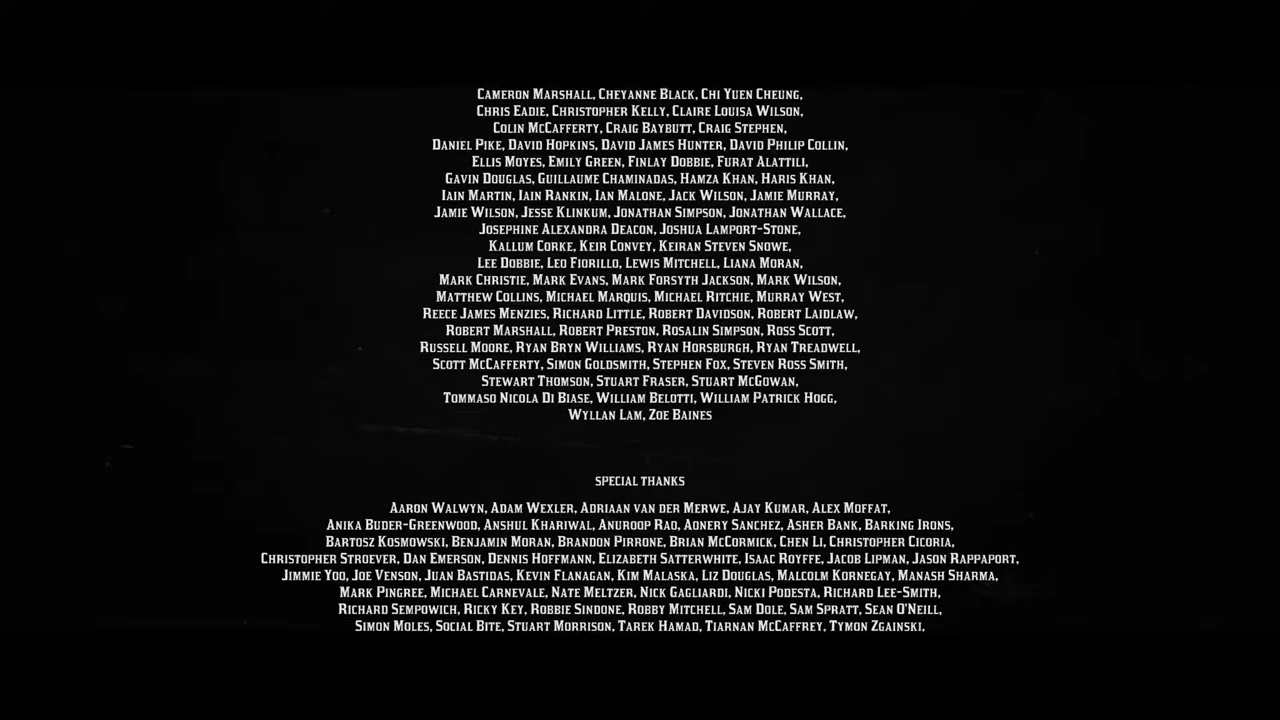 Cameron Marshall, Cheyanne Black, Chi Yuen Cheung,
Chris Eadie, Christopher Kelly, Claire Louisa Wilson,
Colin McCafferty, Craig Baybutt, Craig Stephen,
Daniel Pike, David Hopkins, David James Hunter, David Philip Collin,
Ellis Moyes, Emily Green, Finlay Dobbie, Furat Alattili,
Gavin Douglas, Guillaume Chaminadas, Hamza Khan, Haris Khan,
Iain Martin, Iain Rankin, Ian Malone, Jack Wilson, Jamie Murray,
Jamie Wilson, Jesse Klinkum, Jonathan Simpson, Jonathan Wallace,
Josephine Alexandra Deacon, Joshua Lamport-Stone,
Kallum Corke, Keir Convey, Keiran Steven Snowe,
Lee Dobbie, Leo Fiorillo, Lewis Mitchell, Liana Moran,
Mark Christie, Mark Evans, Mark Forsyth Jackson, Mark Wilson,
Matthew Collins, Michael Marquis, Michael Ritchie, Murray West,
Reece James Menzies, Richard Little, Robert Davidson, Robert Laidlaw,
Robert Marshall, Robert Preston, Rosalin Simpson, Ross Scott,
Russell Moore, Ryan Bryn Williams, Ryan Horsburgh, Ryan Treadwell,
Scott McCafferty, Simon Goldsmith, Stephen Fox, Steven Ross Smith,
Stewart Thomson, Stuart Fraser, Stuart McGowan,
Tommaso Nicola Di Biase, William Belotti, William Patrick Hogg,
Wyllan Lam, Zoe Baines
SPECIAL THANKS
Aaron Walwyn, Adam Wexler, Adriaan van der Merwe, Ajay Kumar, Alex Moffat,
Anika Buder-Greenwood, Anshul Khariwal, Anuroop Rao, Aonery Sanchez, Asher Bank, Barking Irons,
Bartosz Kosmowski, Benjamin Moran, Brandon Pirrone, Brian McCormick, Chen Li, Christopher Cicoria,
Christopher Stroever, Dan Emerson, Dennis Hoffmann, Elizabeth Satterwhite, Isaac Royffe, Jacob Lipman, Jason Rappaport,
Jimmie Yoo, Joe Venson, Juan Bastidas, Kevin Flanagan, Kim Malaska, Liz Douglas, Malcolm Kornegay, Manash Sharma,
Mark Pingree, Michael Carnevale, Nate Meltzer, Nick Gagliardi, Nicki Podesta, Richard Lee-Smith,
Richard Sempowich, Ricky Key, Robbie Sindone, Robby Mitchell, Sam Dole, Sam Spratt, Sean O'Neill,
Simon Moles, Social Bite, Stuart Morrison, Tarek Hamad, Tiarnan McCaffrey, Tymon Zgainski,